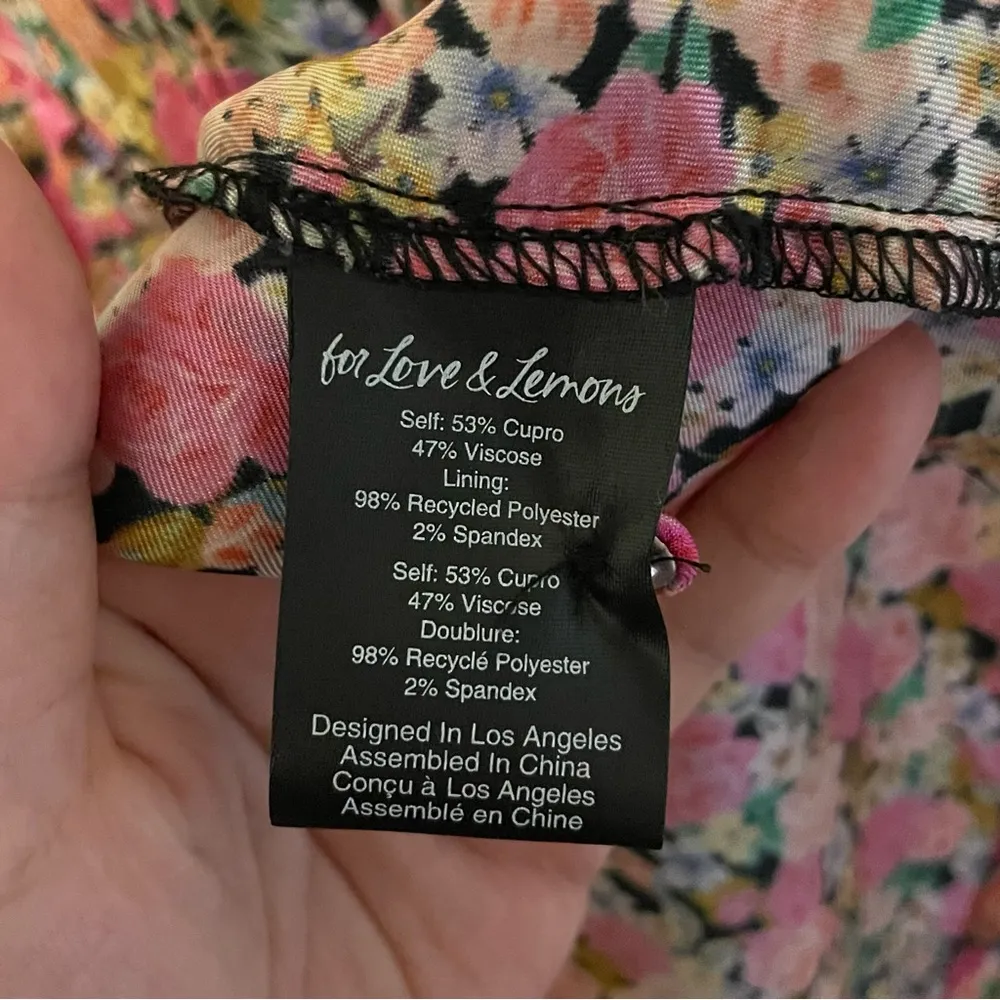 for Love & Lemons
Self: 53% Cupro
47% Viscose
Lining:
98% Recycled Polyester
2% Spandex
Self: 53% Cupro
47% Viscose
Doublure:
98% Recyclé Polyester
2% Spandex
Designed In Los Angeles
Assembled In China
Conçu à Los Angeles
Assemblé en Chine